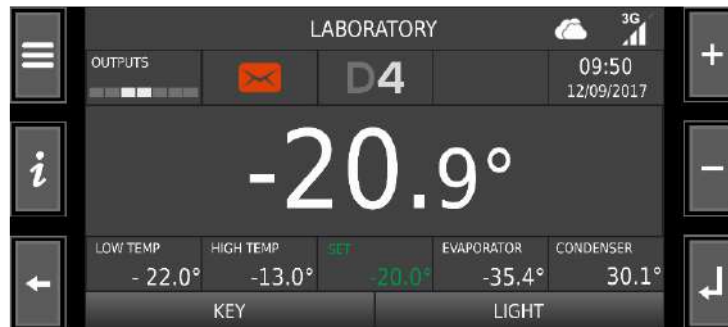 LABORATORY
3G
OUTPUTS
D4
09:50
12/09/2017
+
i
-20.9°
−
LOW TEMP
HIGH TEMP
SET
EVAPORATOR
CONDENSER
- 22.0°
-13.0°
-20.0°
-35.4°
30.1°
KEY
LIGHT